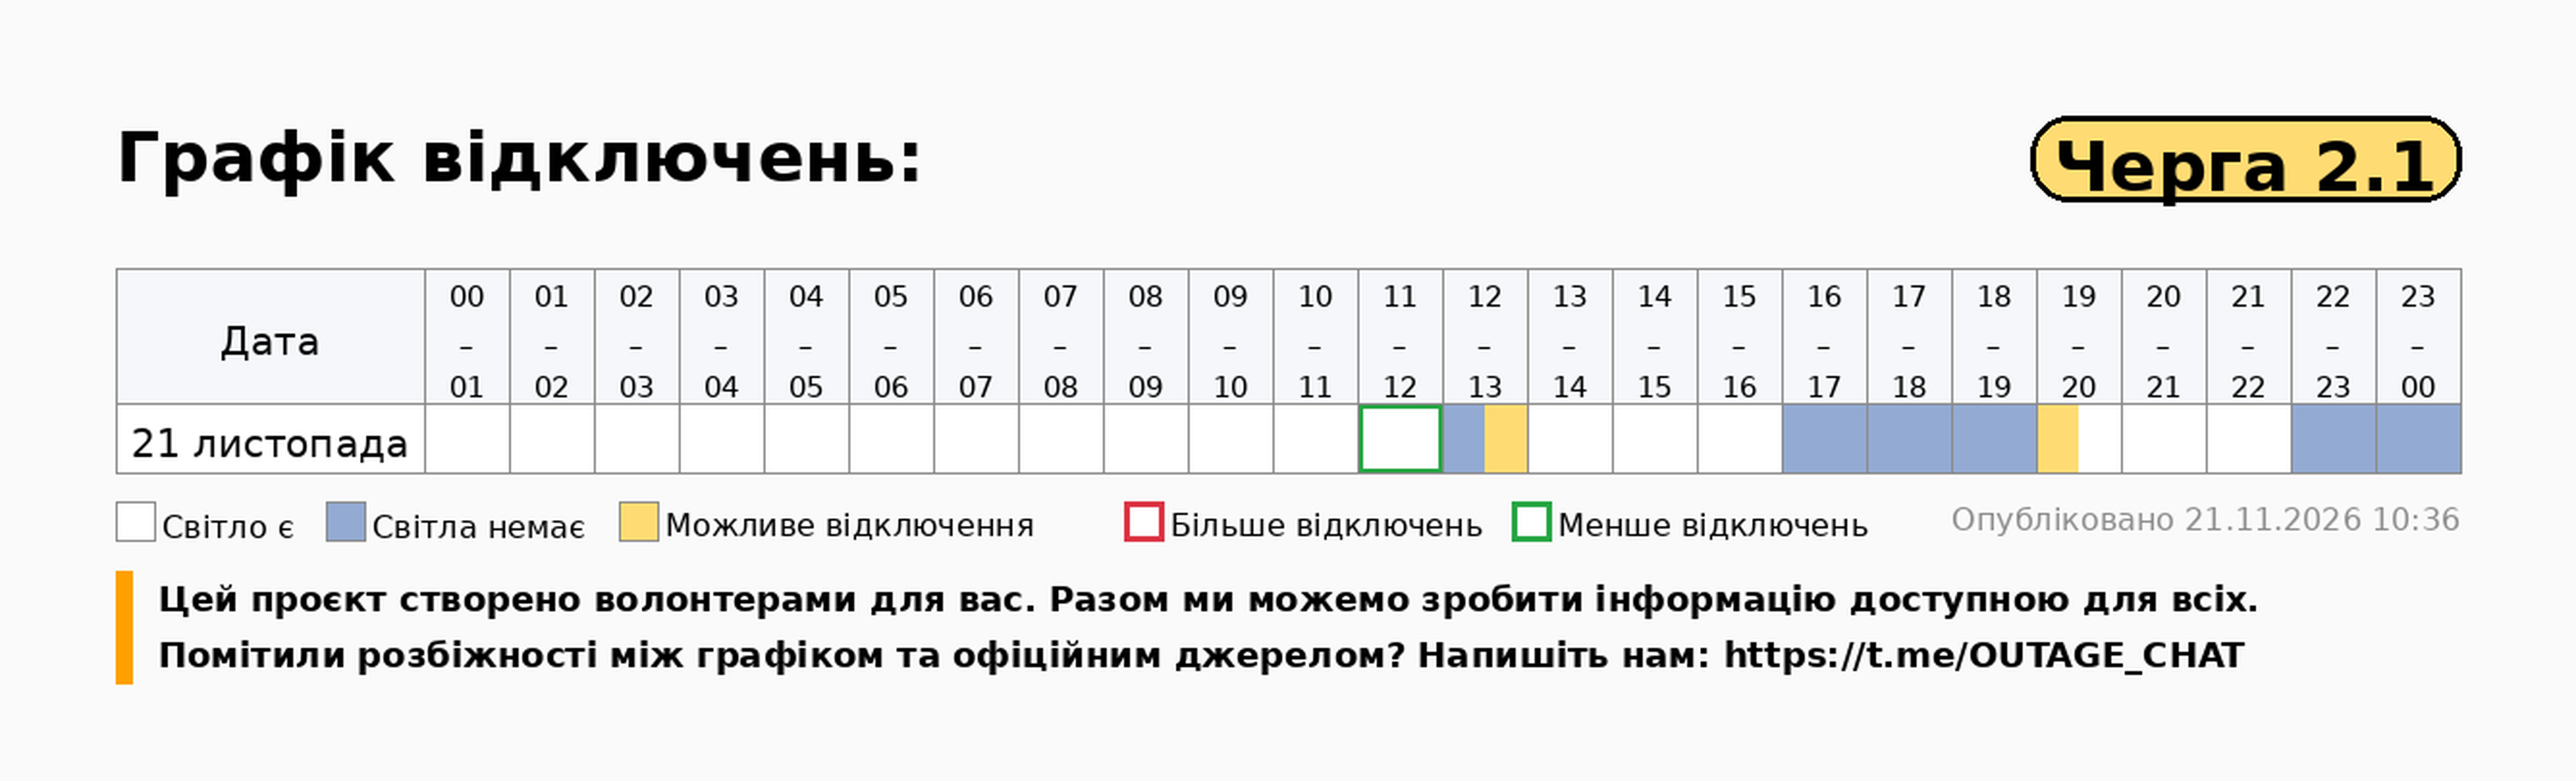 Графік відключень:
Черга 2.1
Дата
00 – 01
01 – 02
02 – 03
03 – 04
04 – 05
05 – 06
06 – 07
07 – 08
08 – 09
09 – 10
10 – 11
11 – 12
12 – 13
13 – 14
14 – 15
15 – 16
16 – 17
17 – 18
18 – 19
19 – 20
20 – 21
21 – 22
22 – 23
23 – 00
21 листопада
Світло є
Світла немає
Можливе відключення
Більше відключень
Менше відключень
Опубліковано 21.11.2026 10:36
Цей проєкт створено волонтерами для вас. Разом ми можемо зробити інформацію доступною для всіх.
Помітили розбіжності між графіком та офіційним джерелом? Напишіть нам: https://t.me/OUTAGE_CHAT